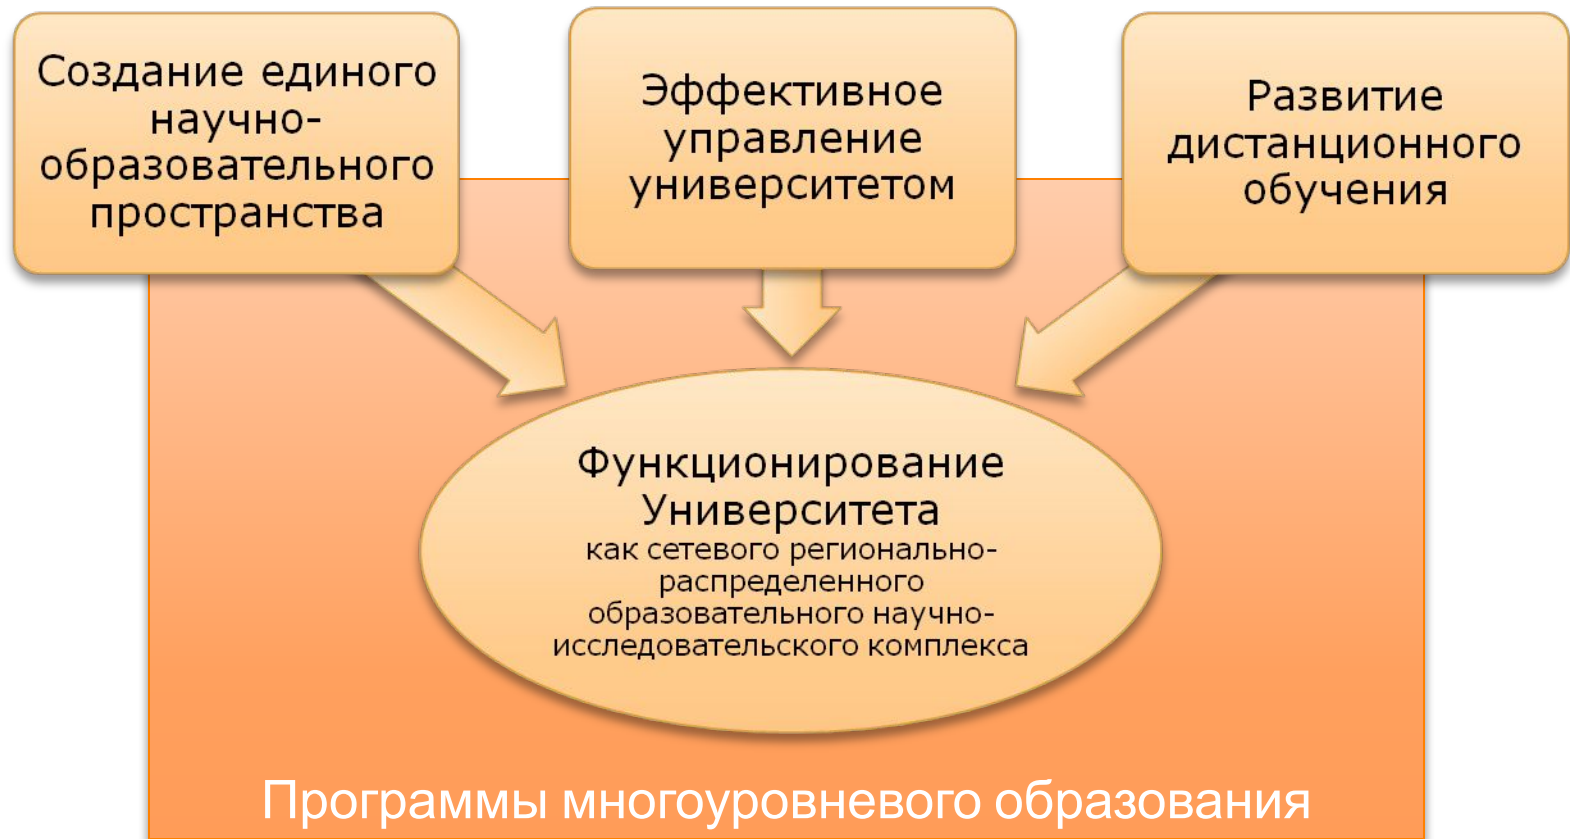 Создание единого
научно-
образовательного
пространства
Эффективное
управление
университетом
Развитие
дистанционного
обучения
Функционирование
Университета
как сетевого регионально-
распределенного
образовательного научно-
исследовательского комплекса
Программы многоуровневого образования